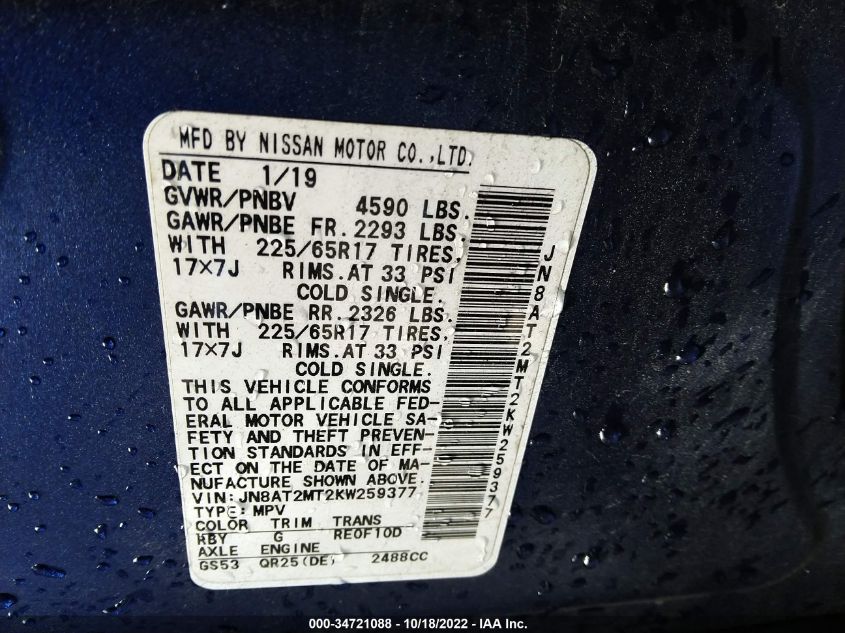 MFD BY NISSAN MOTOR CO.,LTD.
DATE 1/19
GVWR/PNBV 4590 LBS.
GAWR/PNBE FR. 2293 LBS.
WITH 225/65R17 TIRES.
17×7J RIMS.AT 33 PSI
COLD SINGLE.
GAWR/PNBE RR. 2326 LBS.
WITH 225/65R17 TIRES.
17×7J RIMS.AT 33 PSI
COLD SINGLE.
THIS VEHICLE CONFORMS
TO ALL APPLICABLE FED-
ERAL MOTOR VEHICLE SA-
FETY AND THEFT PREVEN-
TION STANDARDS IN EFF-
ECT ON THE DATE OF MA-
NUFACTURE SHOWN ABOVE.
VIN:JN8AT2MT2KW259377
TYPE:MPV
COLOR TRIM TRANS
RBY G RE0F10D
AXLE ENGINE
GS53 QR25(DE) 2488CC
JN8AT2MT2KW259377
000-34721088 - 10/18/2022 - IAA Inc.